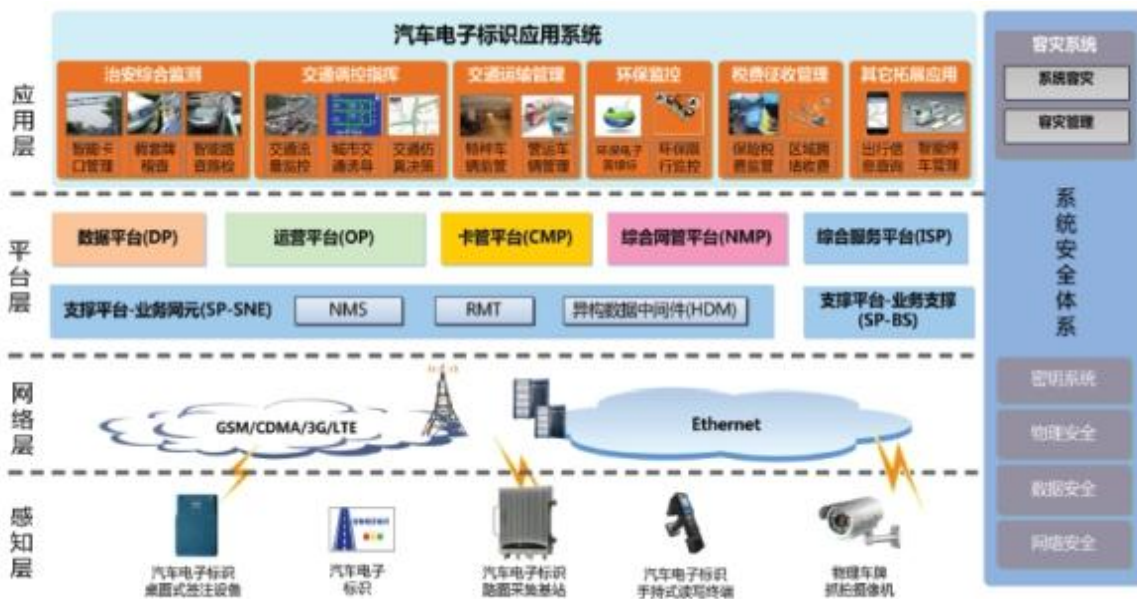 汽车电子标识应用系统
应用层
治安综合监测
智能卡
口管理
假套牌
稽查
智能路
查路检
交通调控指挥
交通流
量监控
城市交
通诱导
交通仿
真决策
交通运输管理
特种车
辆监管
营运车
辆管理
环保监控
环保电子
环保限
行监控
税费征收管理
保险税
费监管
区域拥
堵收费
其它拓展应用
出行信
息查询
智能停
车管理
平台层
数据平台(DP)
运营平台(OP)
卡管平台(CMP)
综合网管平台(NMP)
综合服务平台(ISP)
支撑平台-业务网元(SP-SNE)
NMS
RMT
异构数据中间件(HDM)
支撑平台-业务支撑
(SP-BS)
网络层
GSM/CDMA/3G/LTE
Ethernet
感知层
汽车电子标识
桌面式签注设备
汽车电子
标识
汽车电子标识
路面采集基站
汽车电子标识
手持式读写终端
物理车牌
抓拍摄像机
容灾系统
系统容灾
容灾管理
系统安全体系
密钥系统
物理安全
数据安全
网络安全